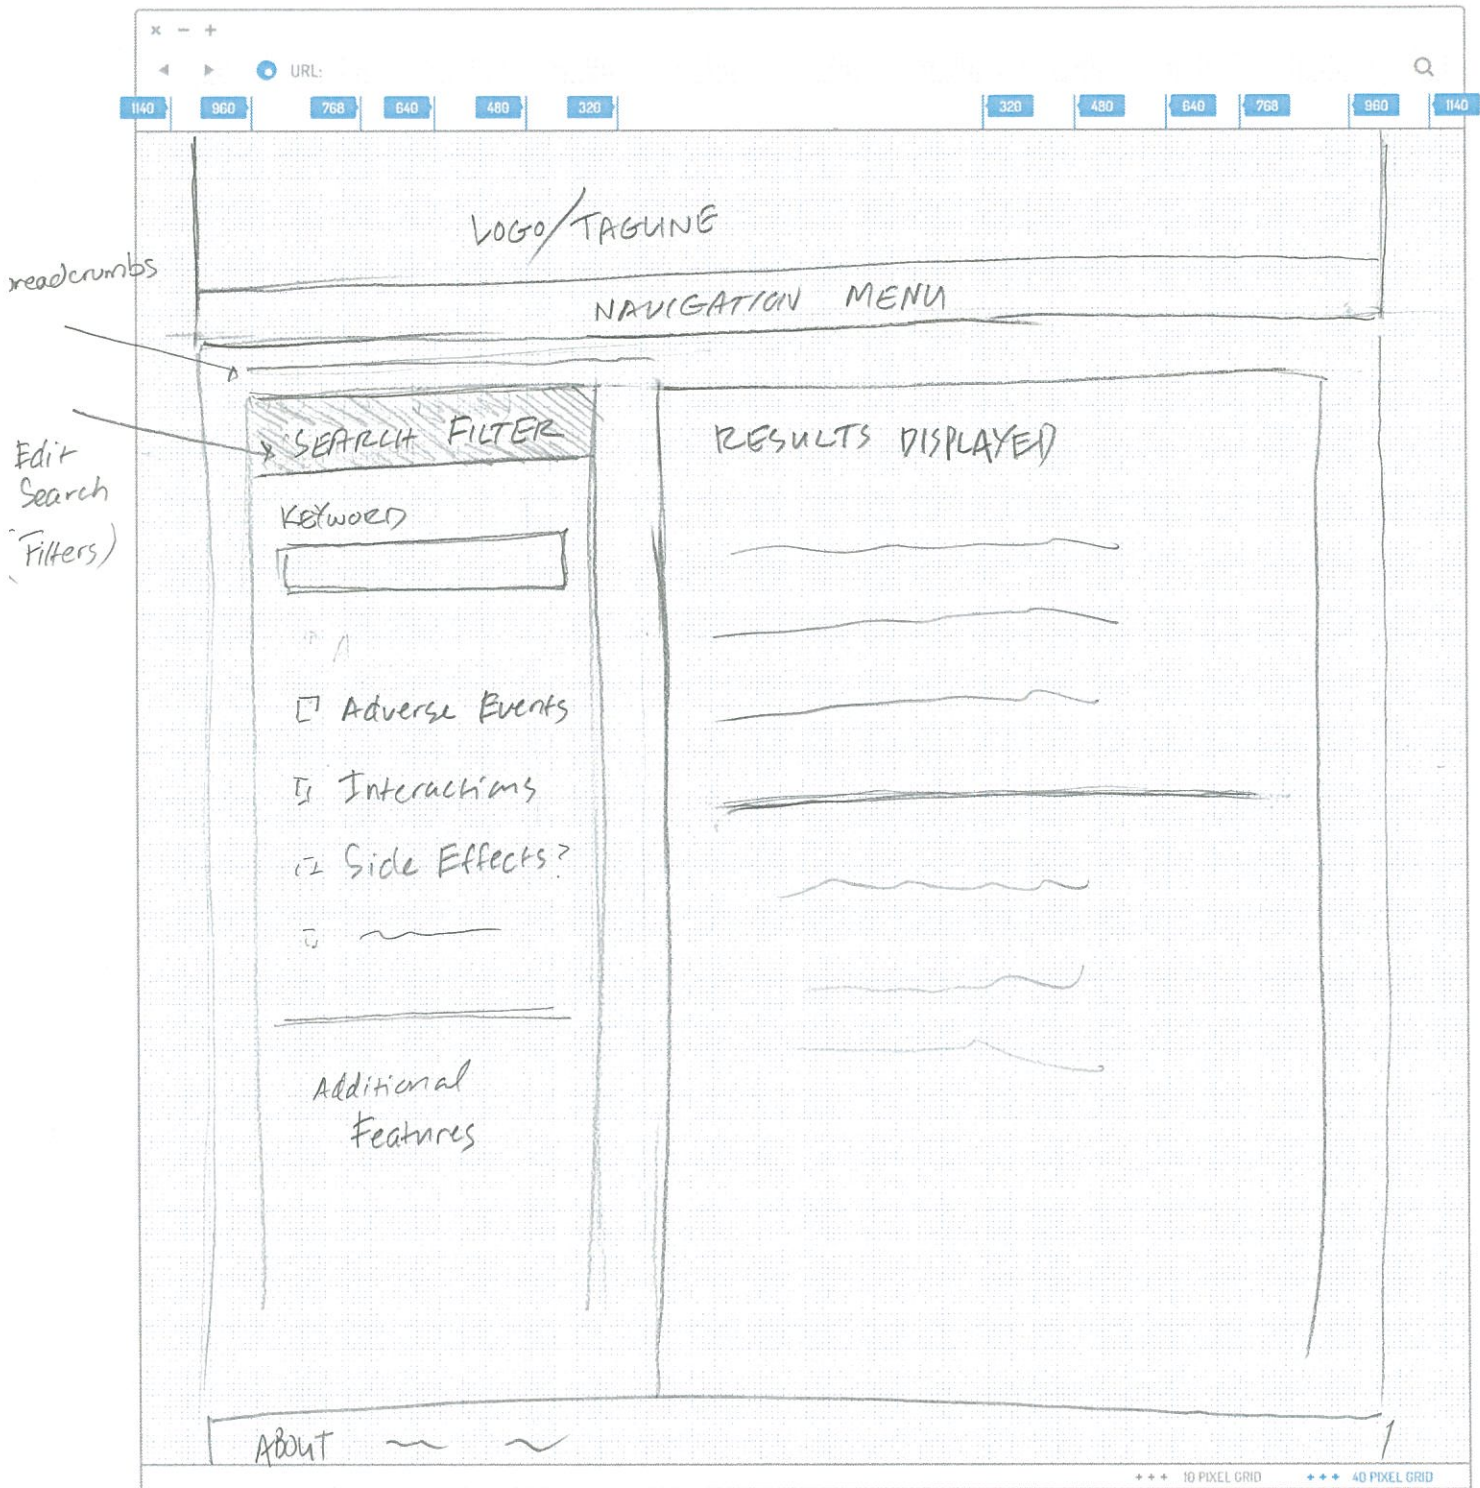 × − +
URL:
1140 960 768 640 480 320 320 480 640 768 960 1140
LOGO/TAGLINE
readcrumbs
NAVIGATION MENU
SEARCH FILTER
RESULTS DISPLAYED
Edit
Search
Filters)
KEYWORD
Adverse Events
Interactions
Side Effects?
Additional
Features
ABOUT
+++ 10 PIXEL GRID +++ 40 PIXEL GRID